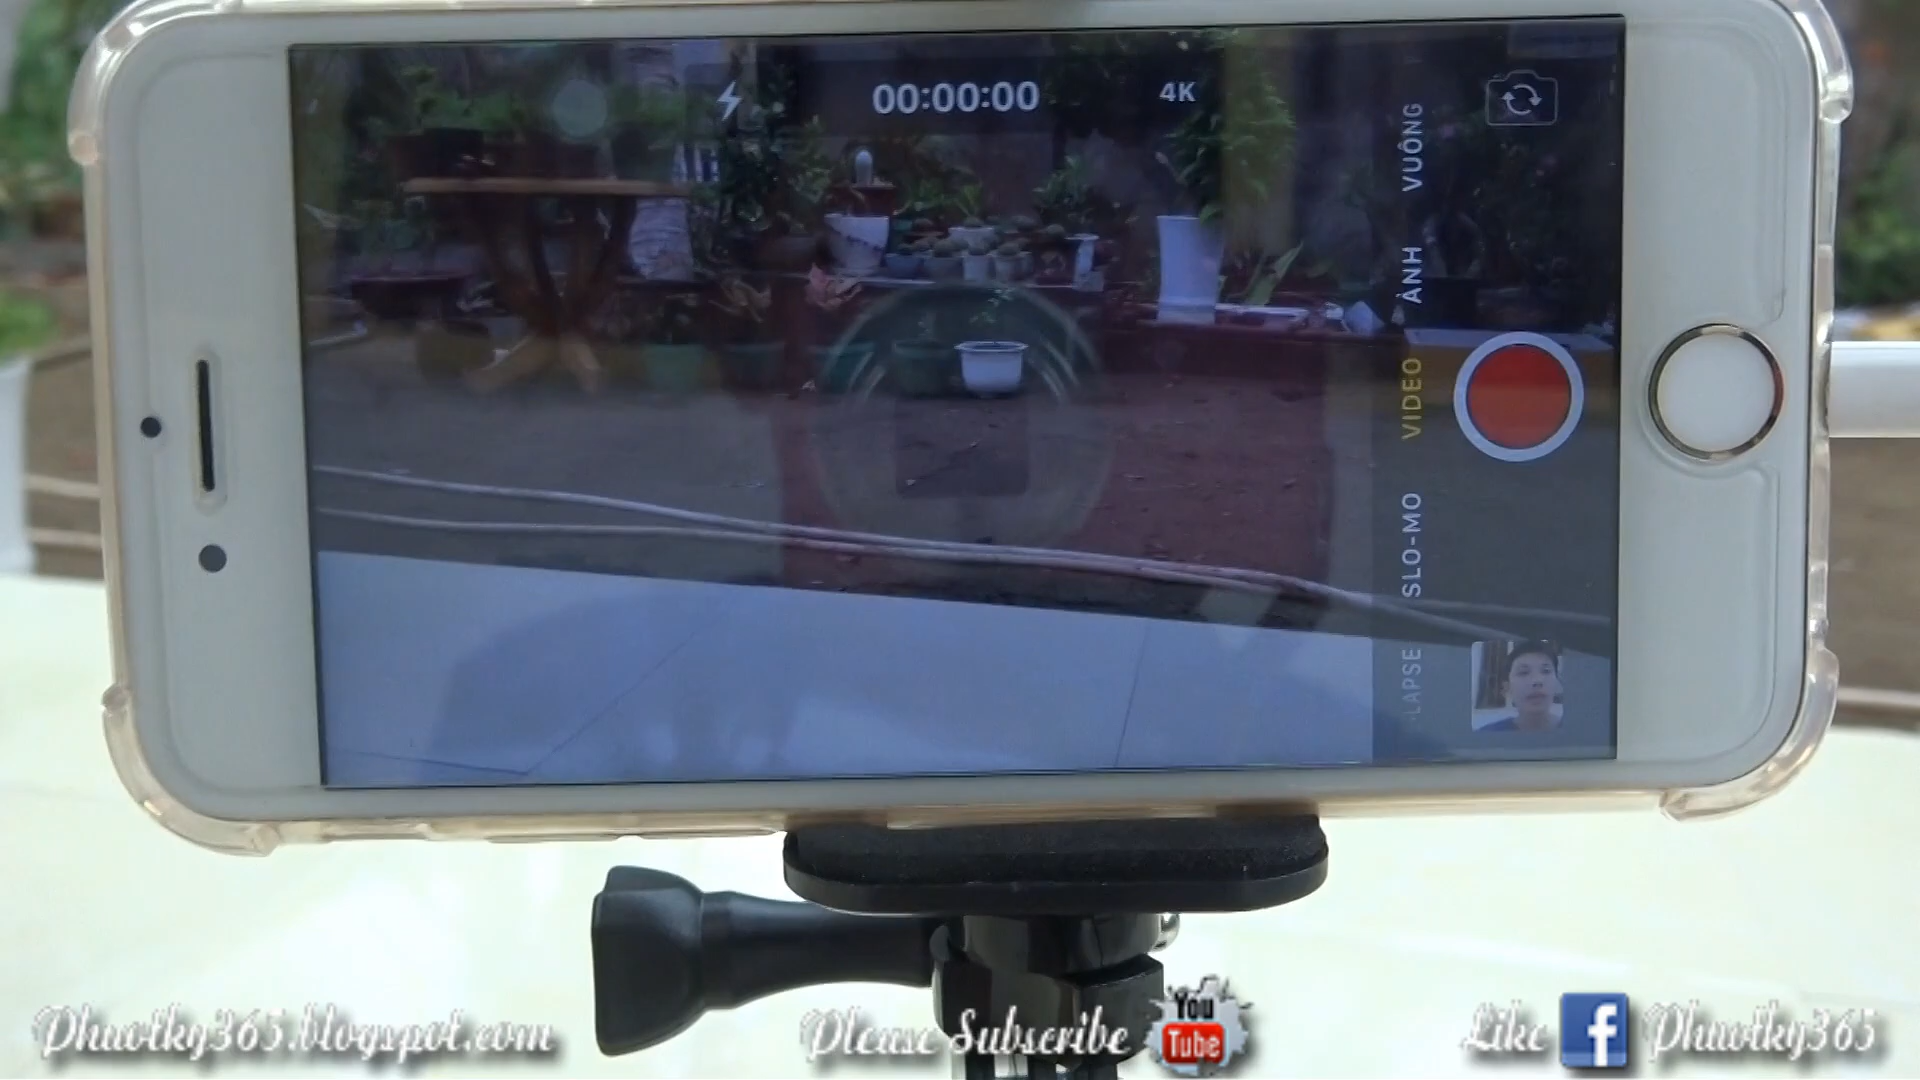 00:00:00
4K
VUÔNG
ẢNH
VIDEO
SLO-MO
-LAPSE
Phuotky365.blogspot.com
Please Subscribe
You
Tube
Like f Phuotky365